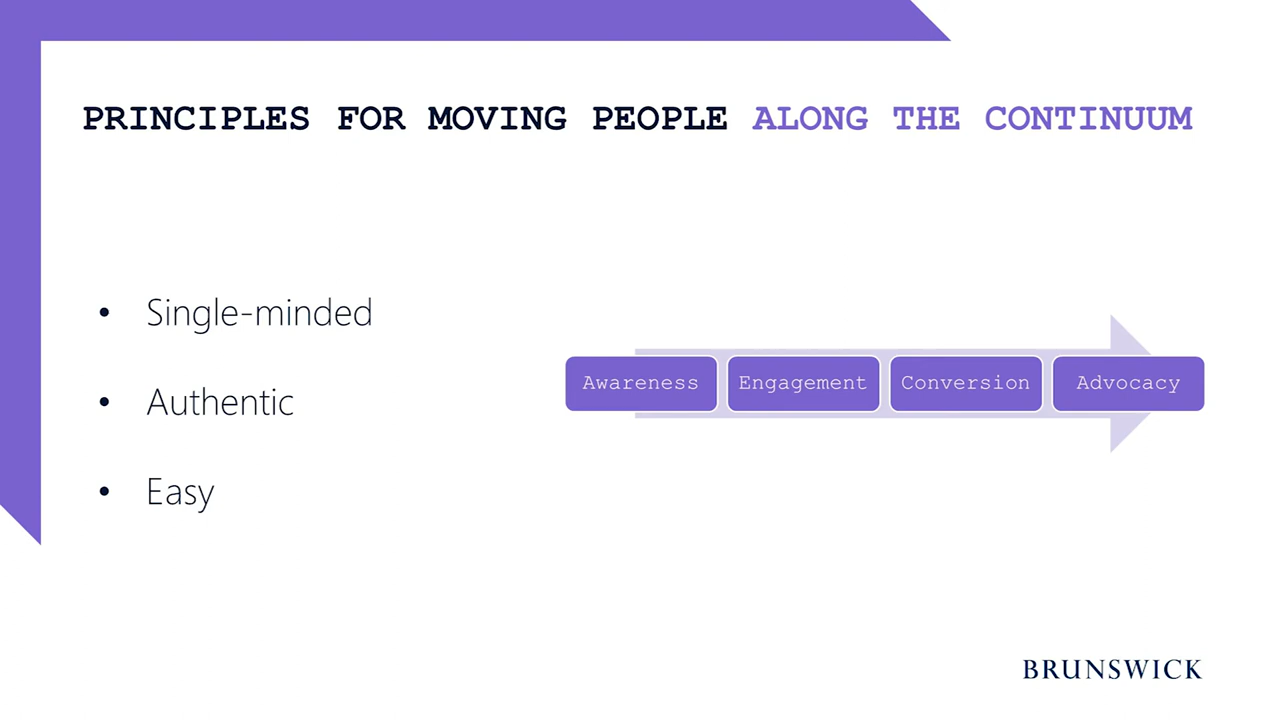 PRINCIPLES FOR MOVING PEOPLE ALONG THE CONTINUUM
• Single-minded
• Authentic
• Easy
Awareness Engagement Conversion Advocacy
BRUNSWICK